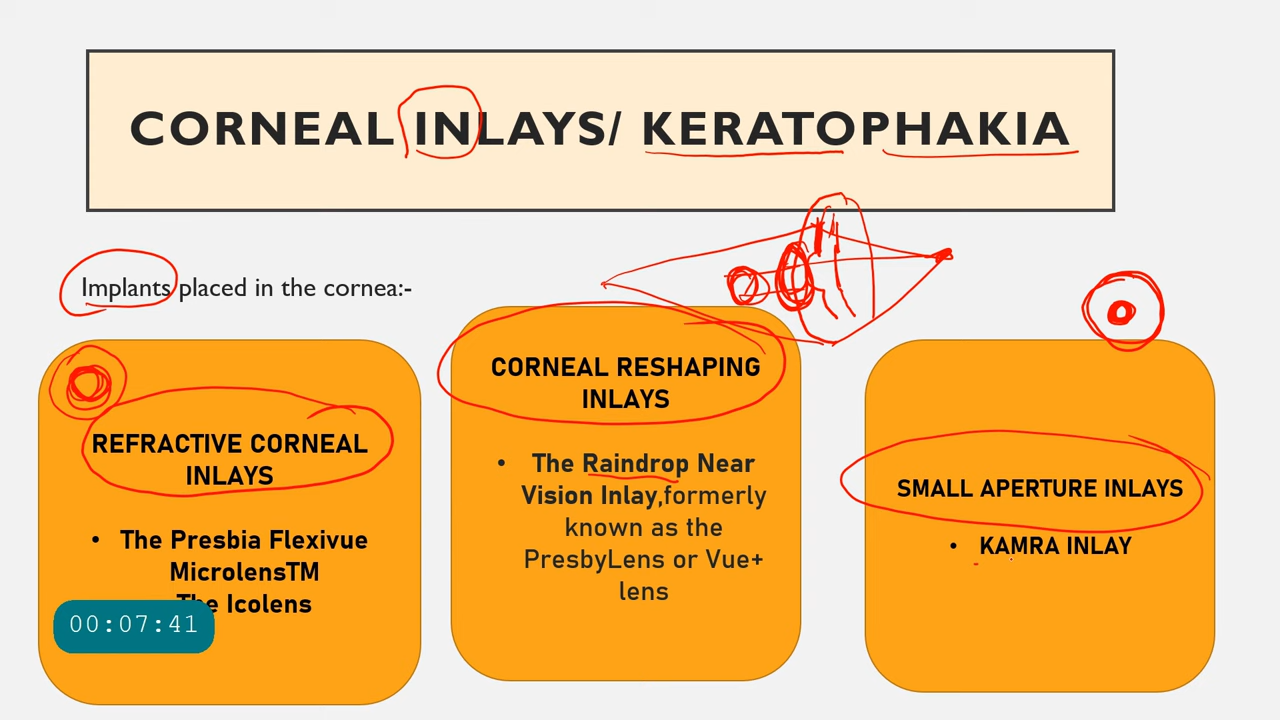 CORNEAL INLAYS/ KERATOPHAKIA
Implants placed in the cornea:-
REFRACTIVE CORNEAL
INLAYS
• The Presbia Flexivue
MicrolensTM
The Icolens
00:07:41
CORNEAL RESHAPING
INLAYS
• The Raindrop Near
Vision Inlay,formerly
known as the
PresbyLens or Vue+
lens
SMALL APERTURE INLAYS
• KAMRA INLAY